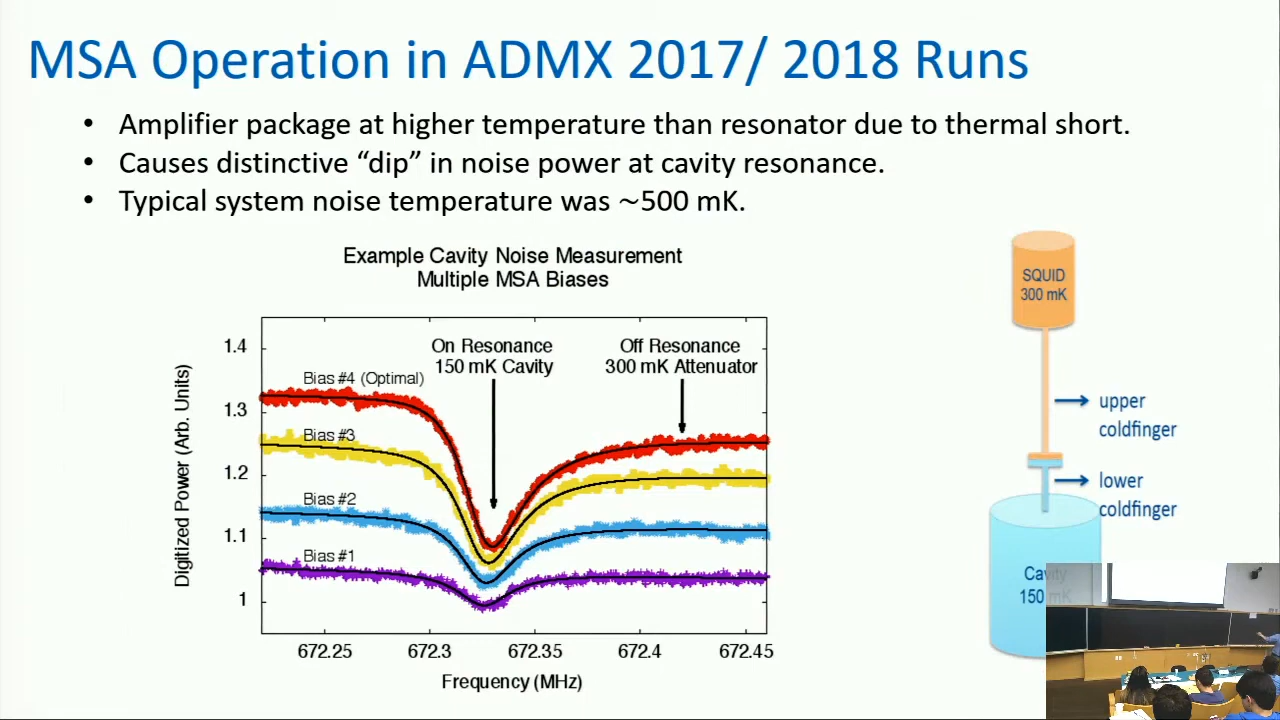 MSA Operation in ADMX 2017/ 2018 Runs
• Amplifier package at higher temperature than resonator due to thermal short.
• Causes distinctive “dip” in noise power at cavity resonance.
• Typical system noise temperature was ~500 mK.
Example Cavity Noise Measurement
Multiple MSA Biases
Digitized Power (Arb. Units)
1.4
1.3
1.2
1.1
1
On Resonance
150 mK Cavity
Off Resonance
300 mK Attenuator
Bias #4 (Optimal)
Bias #3
Bias #2
Bias #1
672.25
672.3
672.35
672.4
672.45
Frequency (MHz)
SQUID
300 mK
upper
coldfinger
lower
coldfinger
Cavity
150 mK